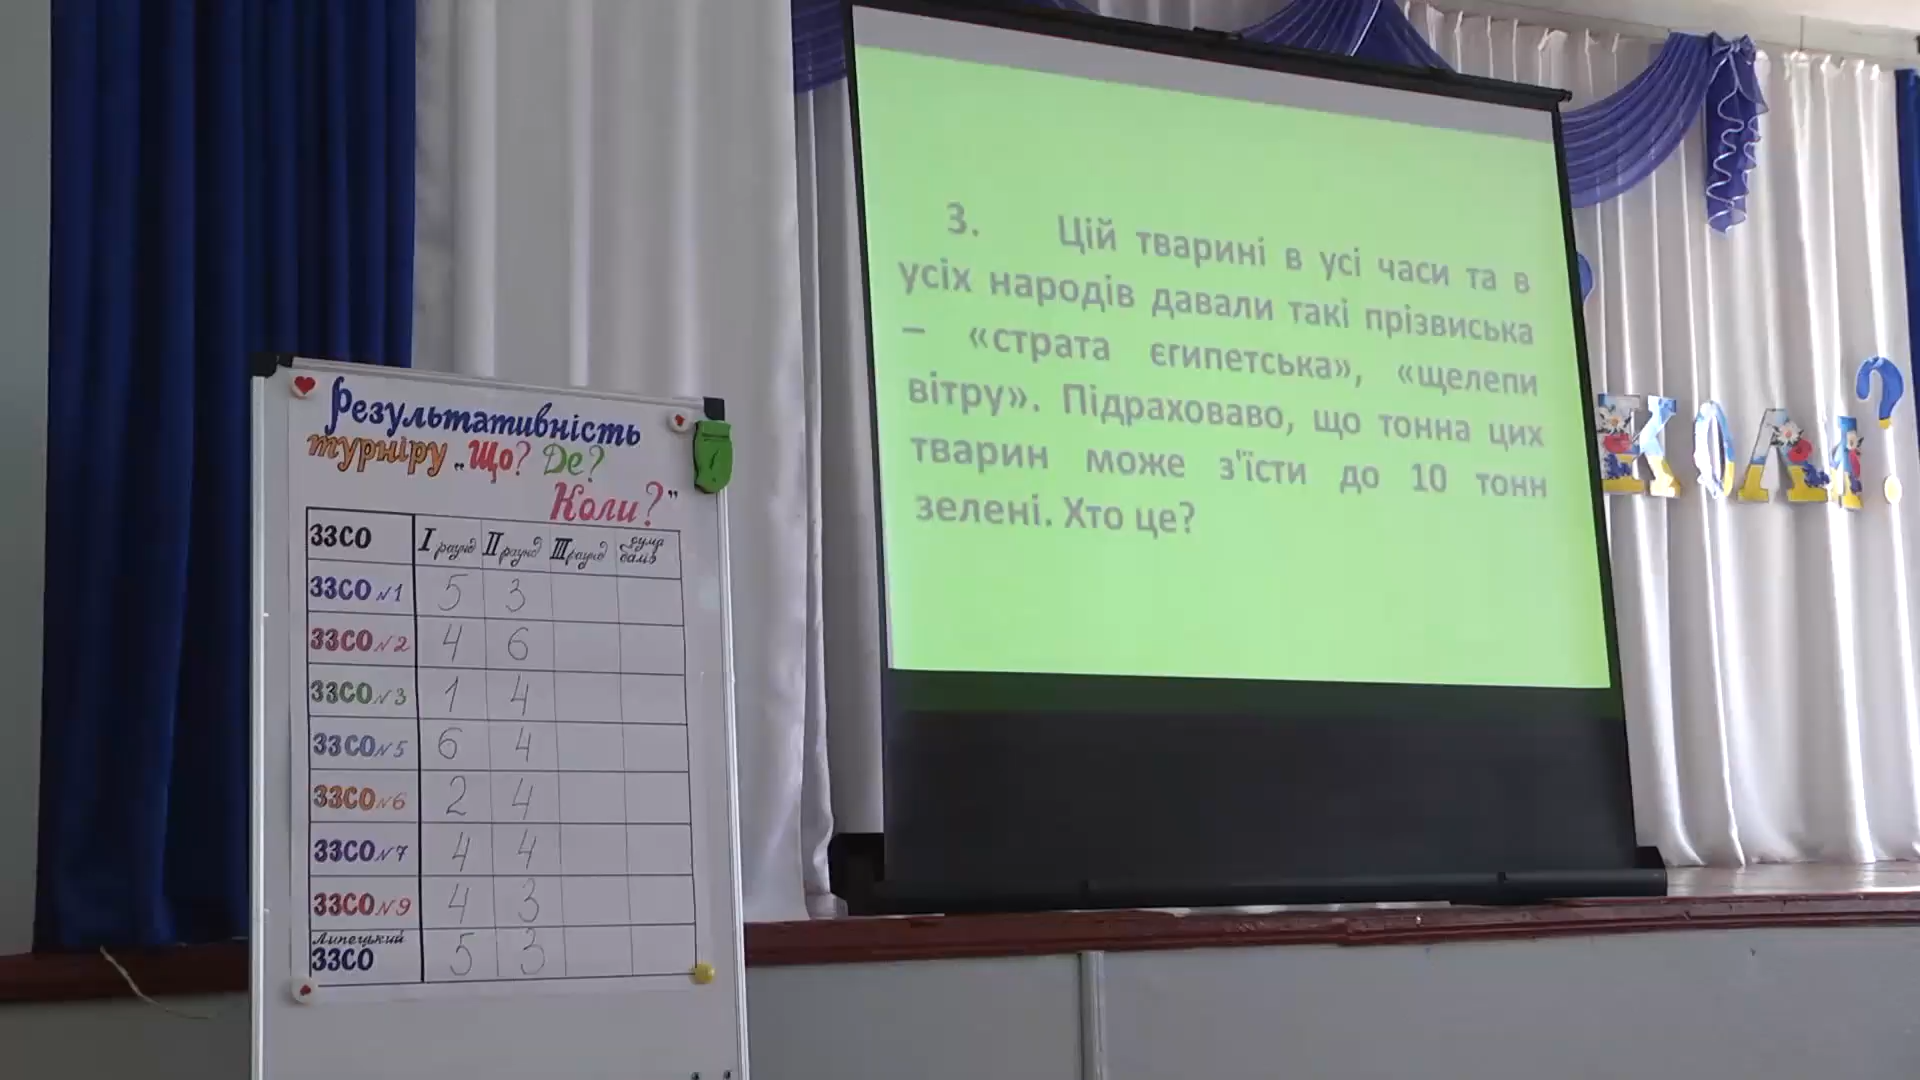 Результативність
турніру „Що? Де?
Коли?”
ЗЗСО I раунд II раунд III раунд сума балів
ЗЗСО №1 5 3
ЗЗСО №2 4 6
ЗЗСО №3 1 4
ЗЗСО №5 6 4
ЗЗСО №6 2 4
ЗЗСО №7 4 4
ЗЗСО №9 4 3
Липецький
ЗЗСО 5 3
3. Цій тварині в усі часи та в
усіх народів давали такі прізвиська
– «страта єгипетська», «щелепи
вітру». Підраховаво, що тонна цих
тварин може з'їсти до 10 тонн
зелені. Хто це?
КОЛИ?